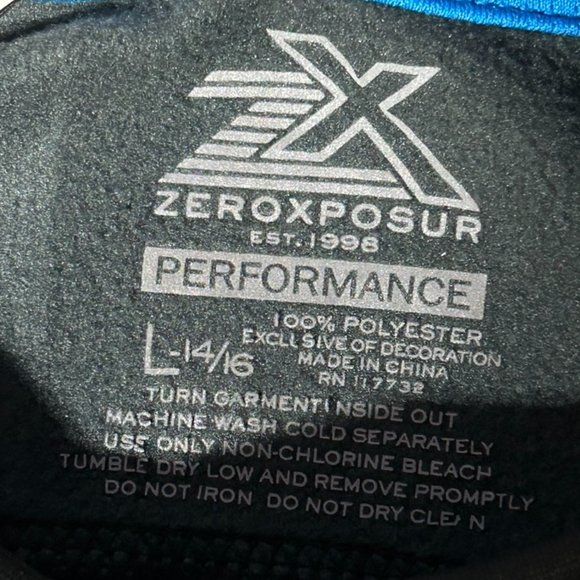 ZX
ZEROXPOSUR
EST. 1998
PERFORMANCE
L-14/16
100% POLYESTER
EXCLUSIVE OF DECORATION
MADE IN CHINA
RN 117732
TURN GARMENT INSIDE OUT
MACHINE WASH COLD SEPARATELY
USE ONLY NON-CHLORINE BLEACH
TUMBLE DRY LOW AND REMOVE PROMPTLY
DO NOT IRON DO NOT DRY CLEAN